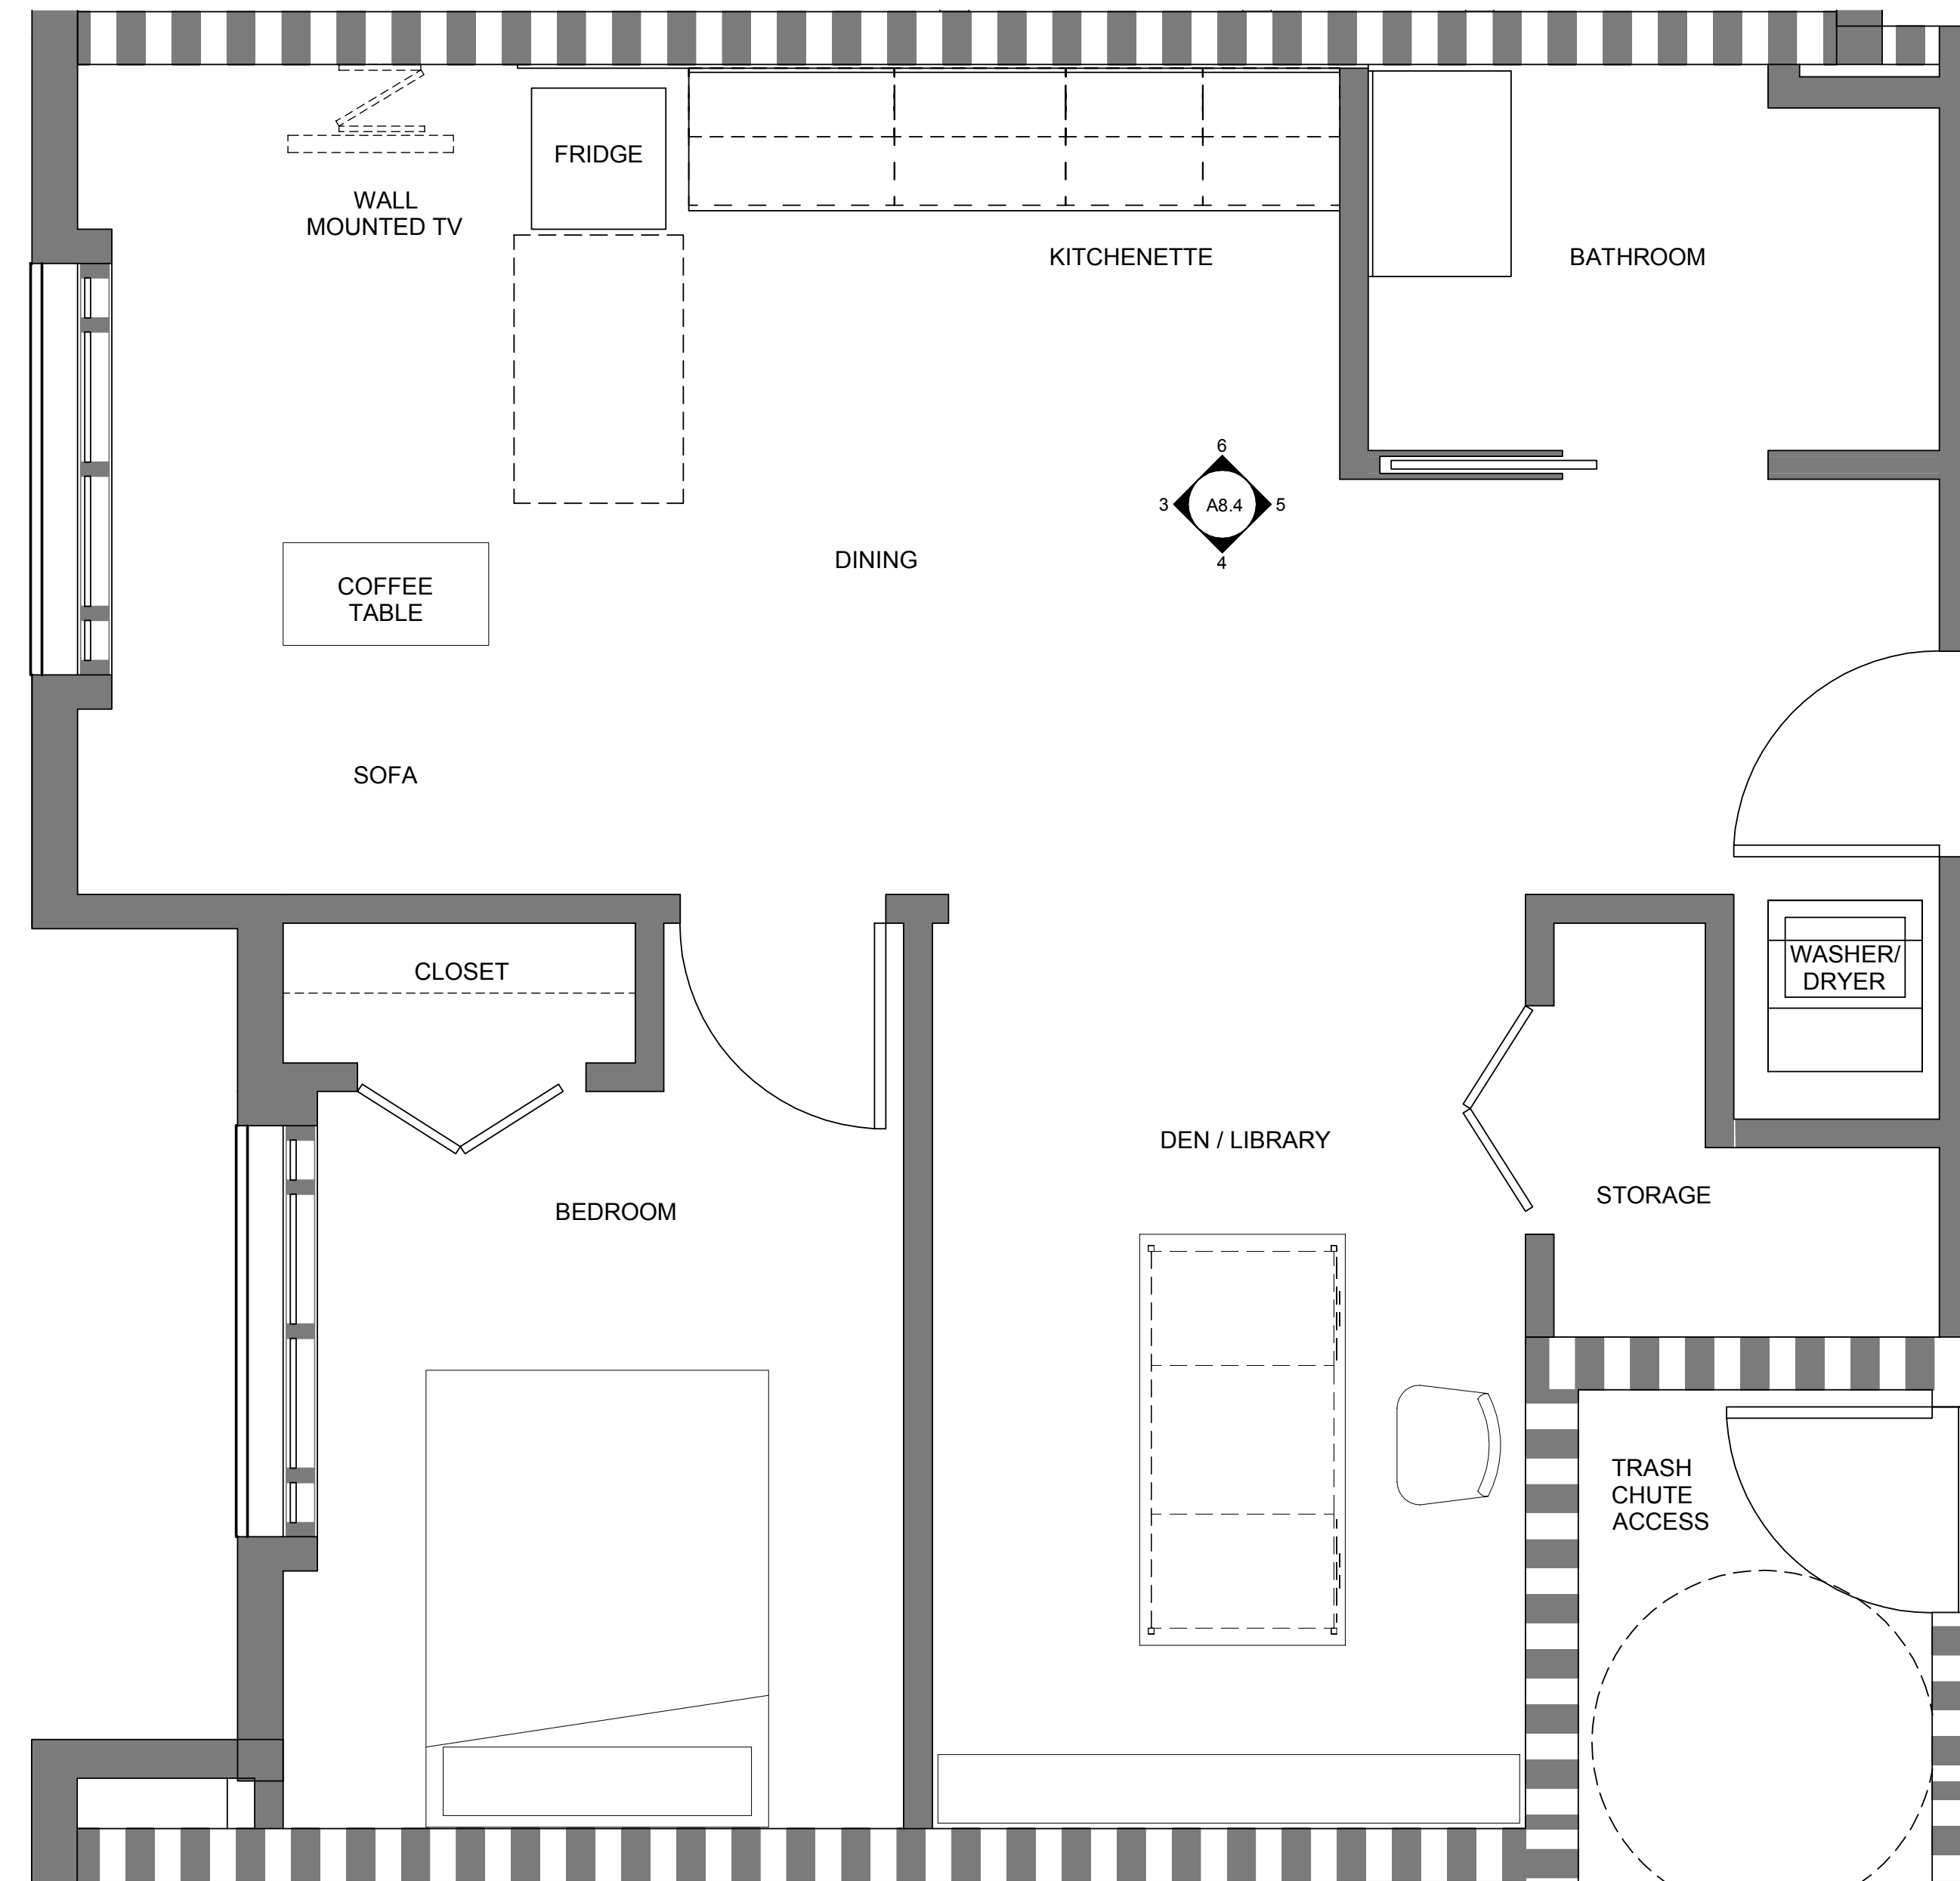 FRIDGE
WALL
MOUNTED TV
KITCHENETTE
BATHROOM
6
3
A8.4
5
4
DINING
COFFEE
TABLE
SOFA
CLOSET
WASHER/
DRYER
DEN / LIBRARY
STORAGE
BEDROOM
TRASH
CHUTE
ACCESS